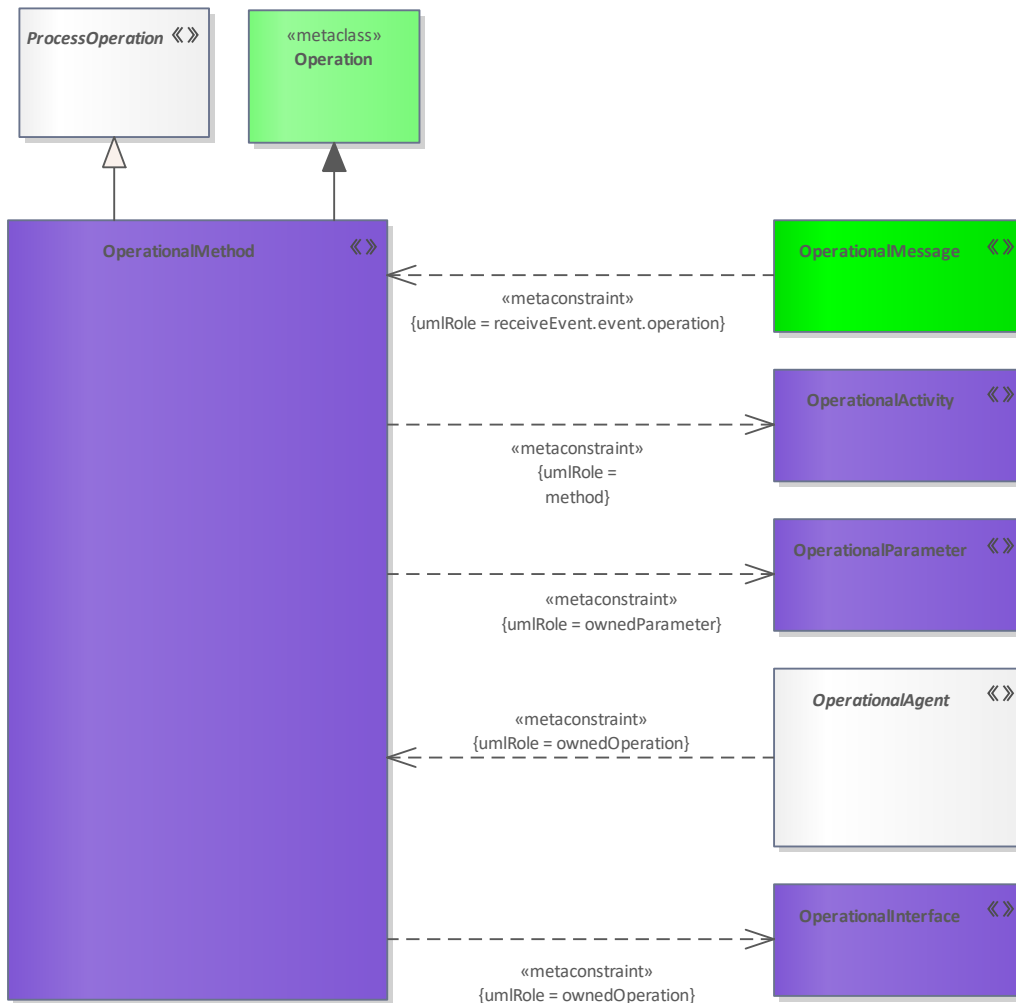 ProcessOperation «»
«metaclass»
Operation
OperationalMethod «»
OperationalMessage «»
«metaconstraint»
{umlRole = receiveEvent.event.operation}
OperationalActivity «»
«metaconstraint»
{umlRole =
method}
OperationalParameter «»
«metaconstraint»
{umlRole = ownedParameter}
OperationalAgent «»
«metaconstraint»
{umlRole = ownedOperation}
OperationalInterface «»
«metaconstraint»
{umlRole = ownedOperation}